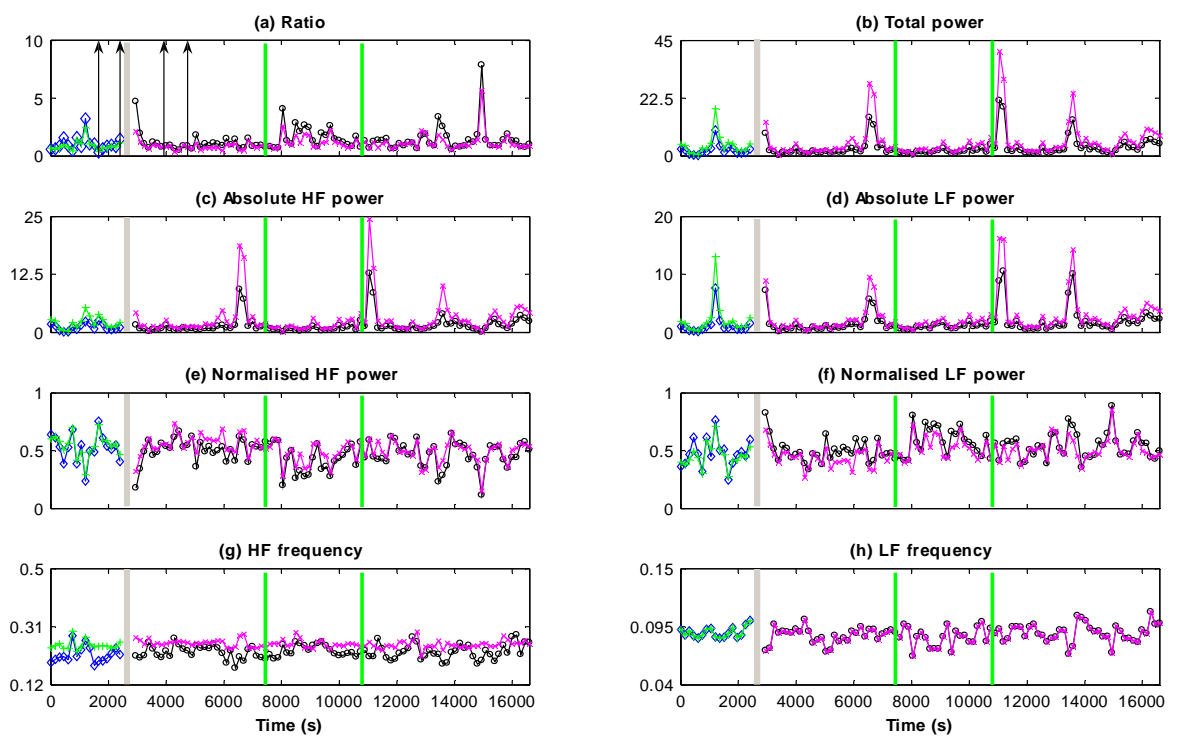 (a) Ratio
10
5
0
(b) Total power
45
22.5
0
(c) Absolute HF power
25
12.5
0
(d) Absolute LF power
20
10
0
(e) Normalised HF power
1
0.5
0
(f) Normalised LF power
1
0.5
0
(g) HF frequency
0.5
0.31
0.12
0 2000 4000 6000 8000 10000 12000 14000 16000
Time (s)
(h) LF frequency
0.15
0.095
0.04
0 2000 4000 6000 8000 10000 12000 14000 16000
Time (s)